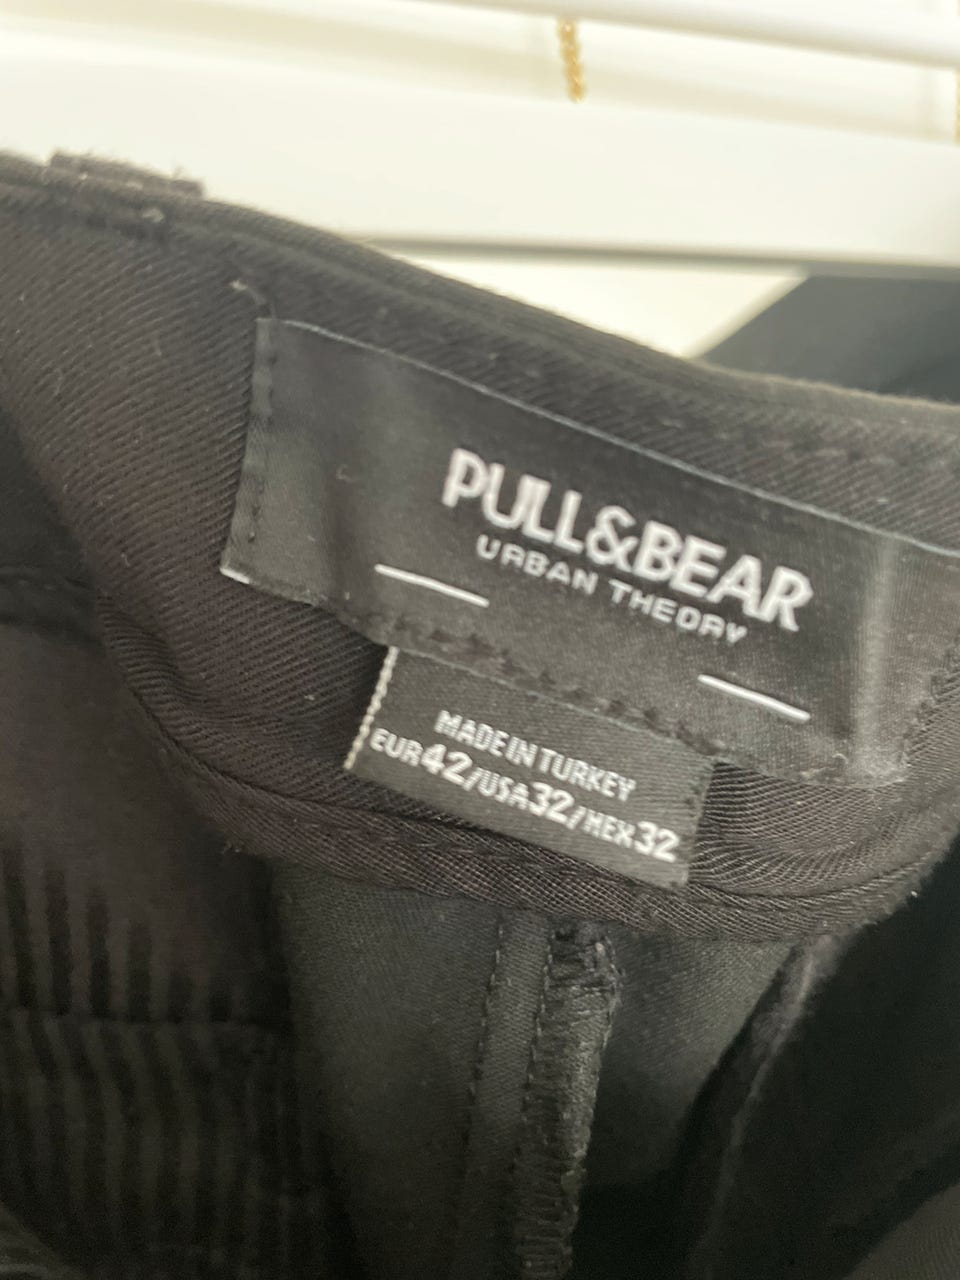 PULL&BEAR
URBAN THEORY
MADE IN TURKEY
EUR42/USA32/MEX32